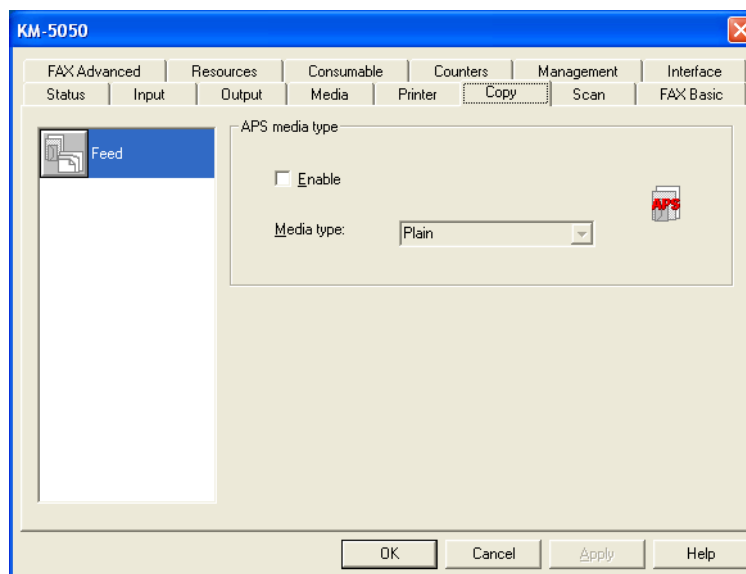 KM-5050
FAX Advanced Resources Consumable Counters Management Interface
Status Input Output Media Printer Copy Scan FAX Basic
Feed
APS media type
Enable
APS
Media type: Plain
OK Cancel Apply Help